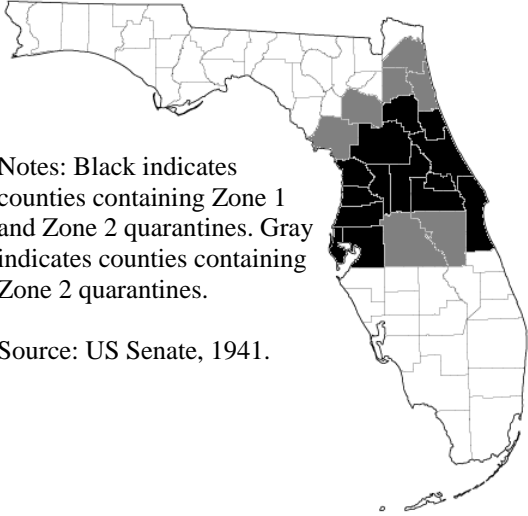 Notes: Black indicates
counties containing Zone 1
and Zone 2 quarantines. Gray
indicates counties containing
Zone 2 quarantines.
Source: US Senate, 1941.